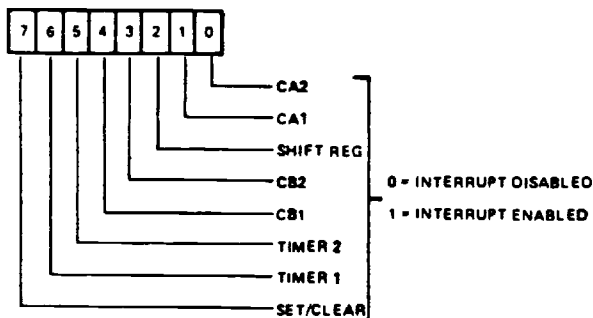 7 6 5 4 3 2 1 0
CA2
CA1
SHIFT REG
CB2
0 = INTERRUPT DISABLED
CB1
1 = INTERRUPT ENABLED
TIMER 2
TIMER 1
SET/CLEAR